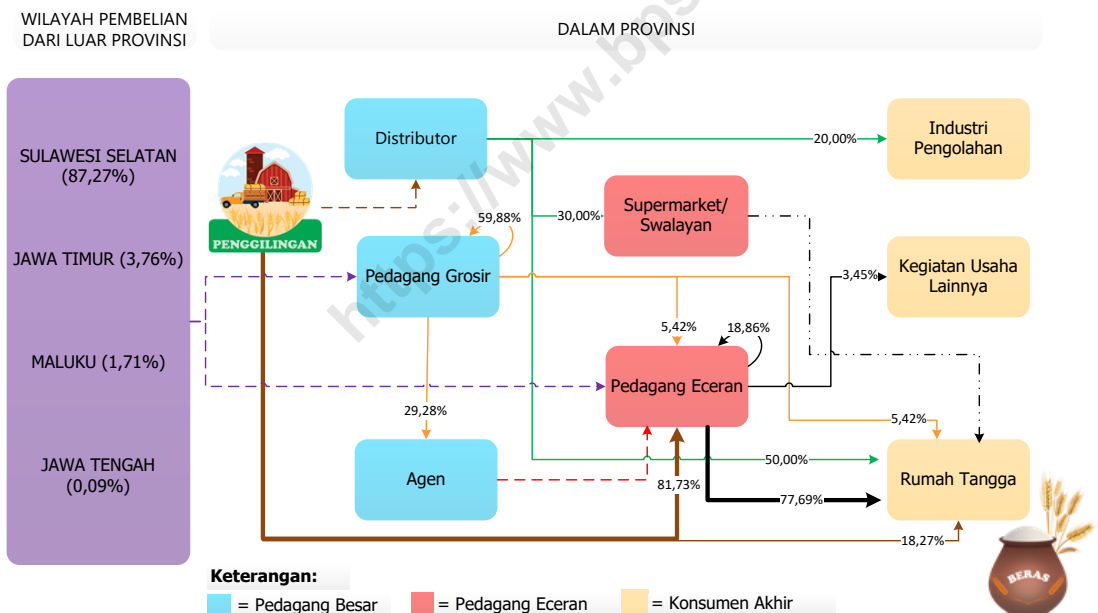 WILAYAH PEMBELIAN
DARI LUAR PROVINSI
DALAM PROVINSI
SULAWESI SELATAN
(87,27%)
JAWA TIMUR (3,76%)
MALUKU (1,71%)
JAWA TENGAH
(0,09%)
PENGGILINGAN
Distributor
20,00%
Industri
Pengolahan
Supermarket/
Swalayan
30,00%
59,88%
Pedagang Grosir
Kegiatan Usaha
Lainnya
3,45%
5,42%
18,86%
Pedagang Eceran
29,28%
5,42%
Agen
50,00%
Rumah Tangga
81,73%
77,69%
18,27%
BERAS
Keterangan:
= Pedagang Besar
= Pedagang Eceran
= Konsumen Akhir
https://www.bps